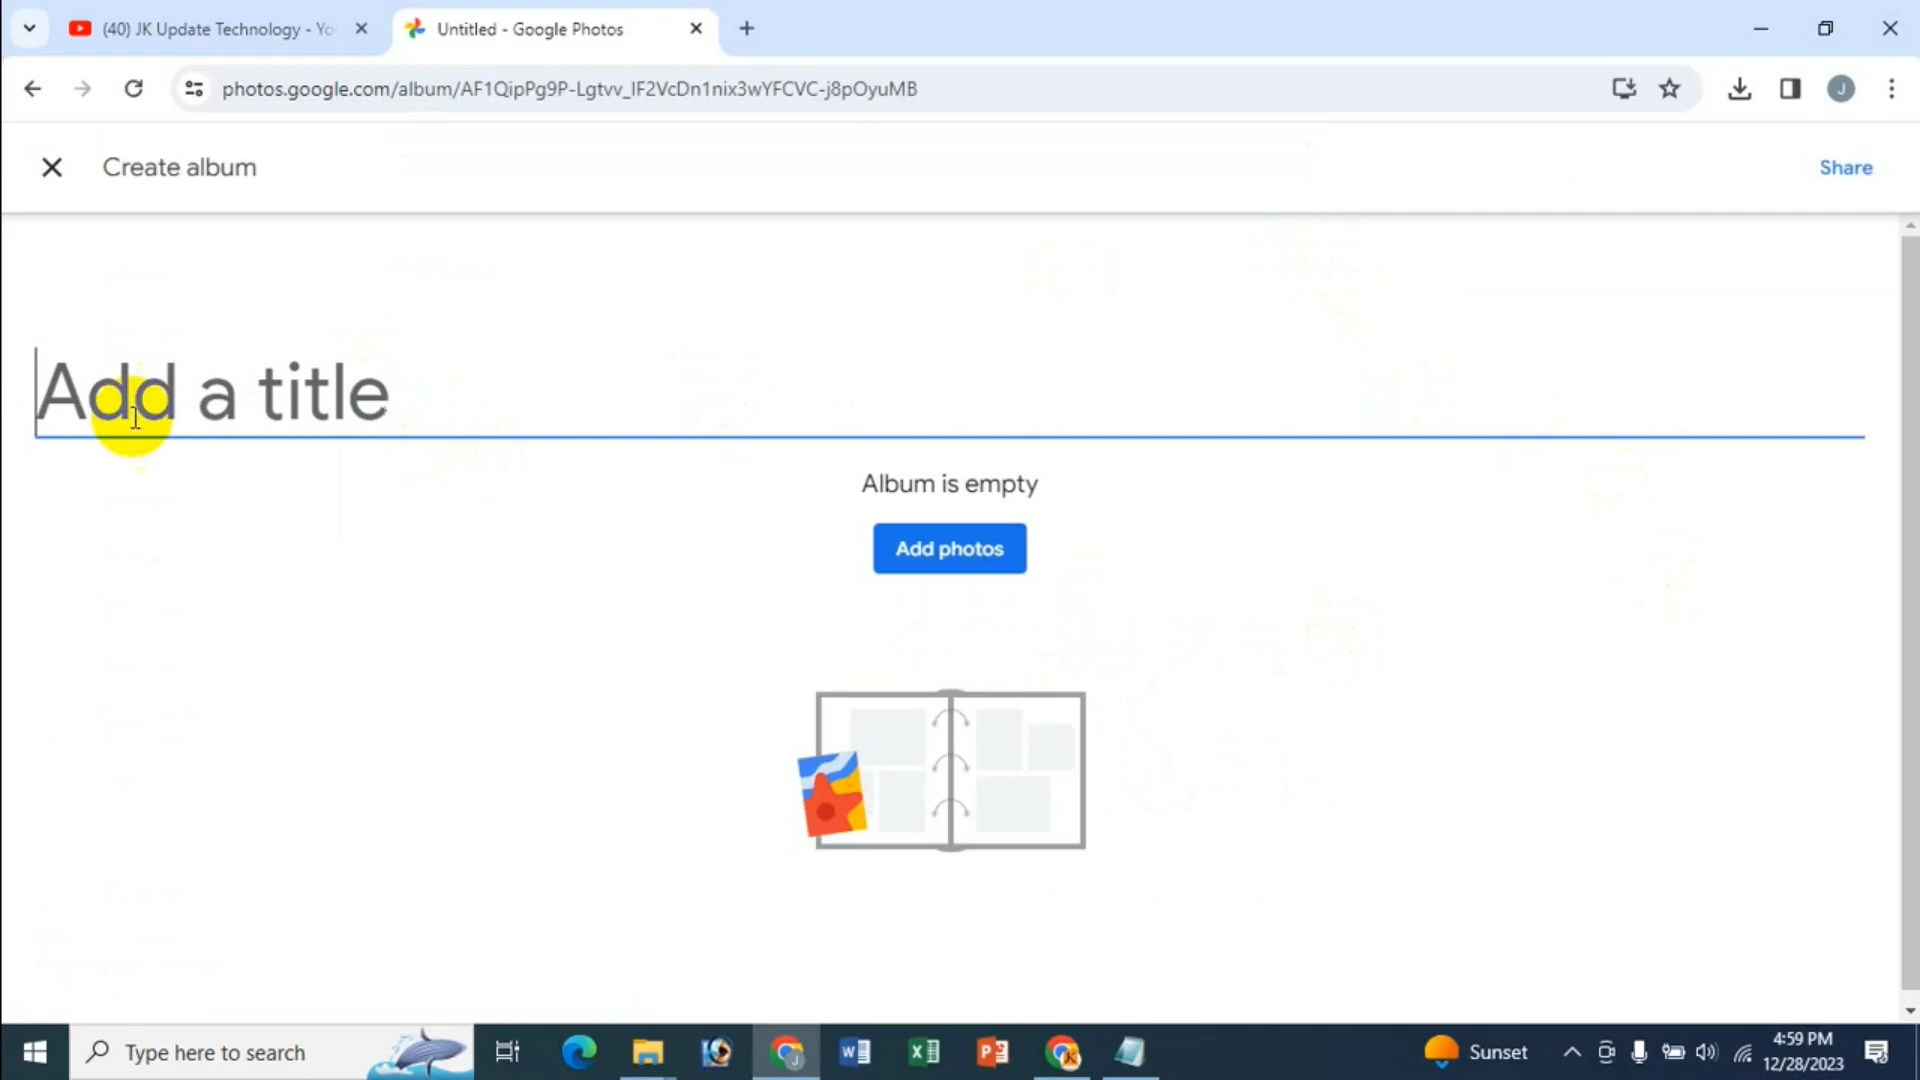 (40) JK Update Technology - Yo
Untitled - Google Photos
photos.google.com/album/AF1QipPg9P-Lgtvv_IF2VcDn1nix3wYFCVC-j8pOyuMB
J
Create album
Share
Add a title
Album is empty
Add photos
Type here to search
Sunset
4:59 PM
12/28/2023